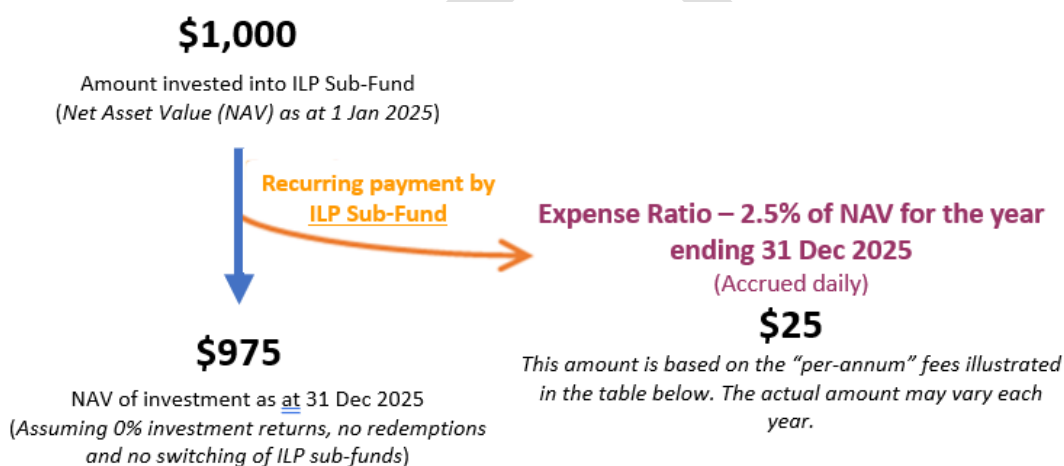 $1,000
Amount invested into ILP Sub-Fund
(Net Asset Value (NAV) as at 1 Jan 2025)
Recurring payment by
ILP Sub-Fund
Expense Ratio – 2.5% of NAV for the year
ending 31 Dec 2025
(Accrued daily)
$25
This amount is based on the “per-annum” fees illustrated
in the table below. The actual amount may vary each
year.
$975
NAV of investment as at 31 Dec 2025
(Assuming 0% investment returns, no redemptions
and no switching of ILP sub-funds)